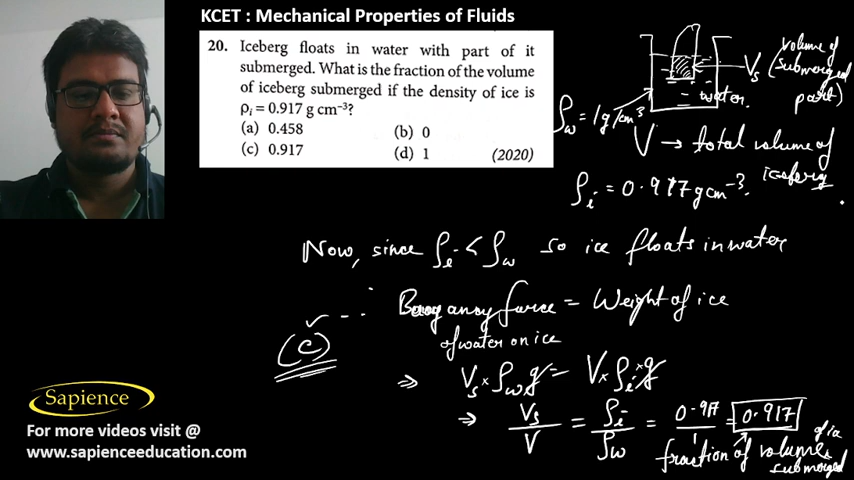 KCET : Mechanical Properties of Fluids
20. Iceberg floats in water with part of it
submerged. What is the fraction of the volume
of iceberg submerged if the density of ice is
ρᵢ = 0.917 g cm⁻³?
(a) 0.458 (b) 0
(c) 0.917 (d) 1 (2020)
Vs (volume of
submerged
part)
water
ρw = 1g/cm³
V → total volume of
iceberg
ρi = 0.917 g cm⁻³.
Now, since ρi < ρw so ice floats in water
∴ Buoyancy force = Weight of ice
of water on ice
(c)
⇒ Vs × ρw g = V × ρi × g
⇒ Vs/V = ρi/ρw = 0.917/1 = 0.917
fraction of volume of ice
submerged
Sapience
For more videos visit @
www.sapienceeducation.com